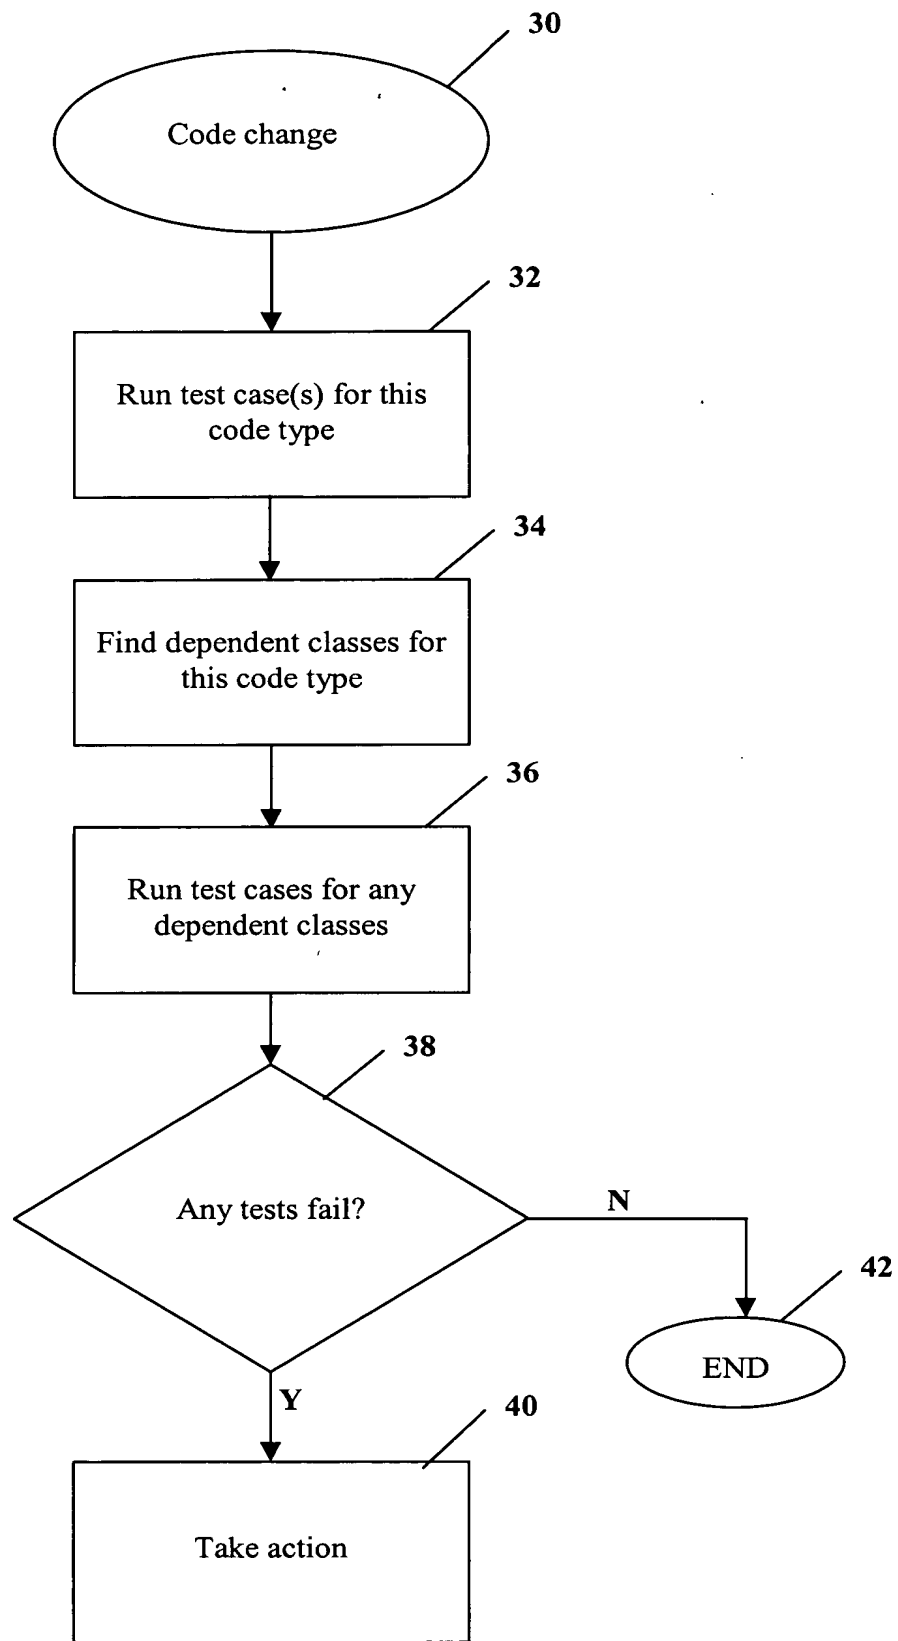 30
Code change
32
Run test case(s) for this
code type
34
Find dependent classes for
this code type
36
Run test cases for any
dependent classes
38
Any tests fail?
N
42
END
Y
40
Take action